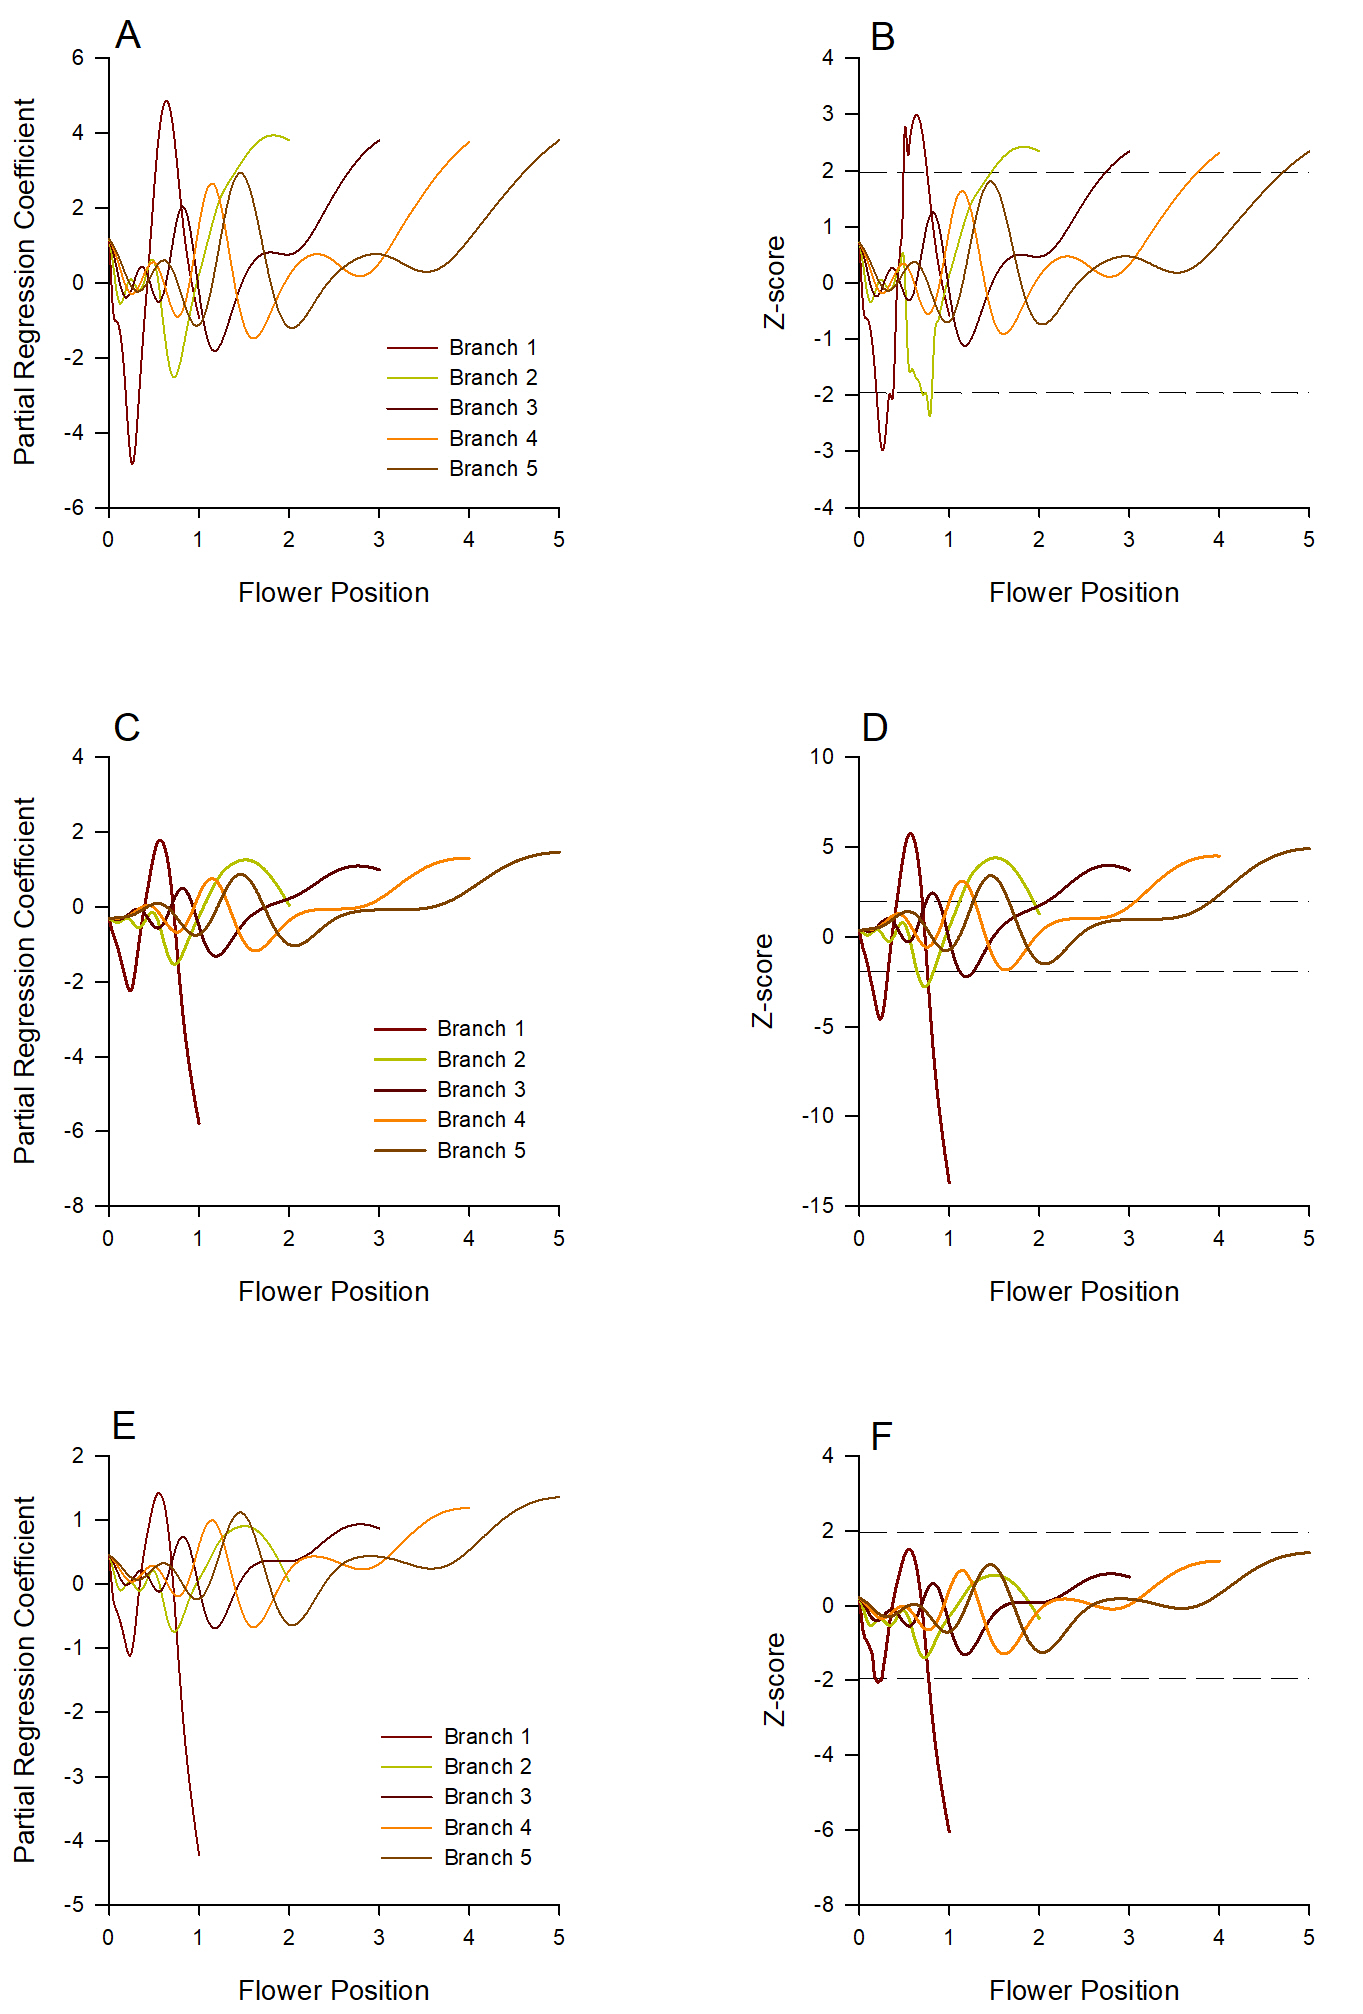 A
Partial Regression Coefficient
6
4
2
0
-2
-4
-6
Branch 1
Branch 2
Branch 3
Branch 4
Branch 5
0 1 2 3 4 5
Flower Position
B
Z-score
4
3
2
1
0
-1
-2
-3
-4
0 1 2 3 4 5
Flower Position
C
Partial Regression Coefficient
4
2
0
-2
-4
-6
-8
Branch 1
Branch 2
Branch 3
Branch 4
Branch 5
0 1 2 3 4 5
Flower Position
D
Z-score
10
5
0
-5
-10
-15
0 1 2 3 4 5
Flower Position
E
Partial Regression Coefficient
2
1
0
-1
-2
-3
-4
-5
Branch 1
Branch 2
Branch 3
Branch 4
Branch 5
0 1 2 3 4 5
Flower Position
F
Z-score
4
2
0
-2
-4
-6
-8
0 1 2 3 4 5
Flower Position